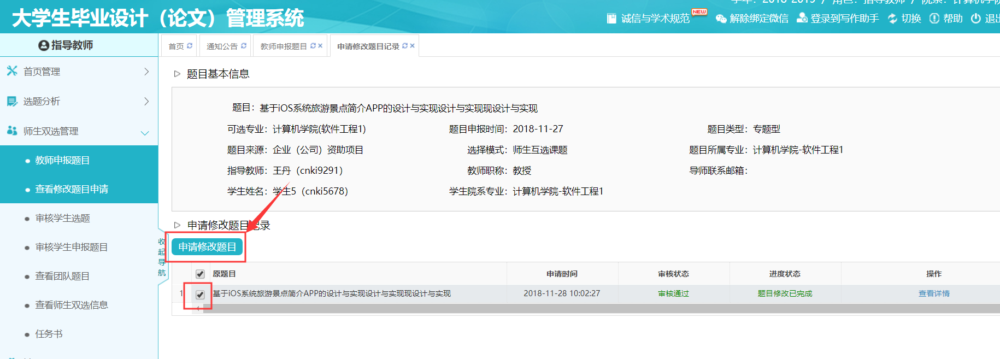 学年：2018-2019 / 角色：指导教师 / 院系：计算机学院
大学生毕业设计（论文）管理系统
诚信与学术规范 NEW 解除绑定微信 登录到写作助手 切换 帮助 退出
指导教师
首页 通知公告 教师申报题目 申请修改题目记录
首页管理
选题分析
师生双选管理
教师申报题目
查看修改题目申请
审核学生选题
审核学生申报题目
查看团队题目
查看师生双选信息
任务书
收起导航
题目基本信息
题目：基于iOS系统旅游景点简介APP的设计与实现设计与实现现设计与实现
可选专业：计算机学院(软件工程1) 题目申报时间：2018-11-27 题目类型：专题型
题目来源：企业（公司）资助项目 选择模式：师生互选课题 题目所属专业：计算机学院-软件工程1
指导教师：王丹（cnki9291） 教师职称：教授 导师联系邮箱：
学生姓名：学生5（cnki5678） 学生院系专业：计算机学院-软件工程1
申请修改题目记录
申请修改题目
原题目 申请时间 审核状态 进度状态 操作
1 基于iOS系统旅游景点简介APP的设计与实现设计与实现现设计与实现 2018-11-28 10:02:27 审核通过 题目修改已完成 查看详情